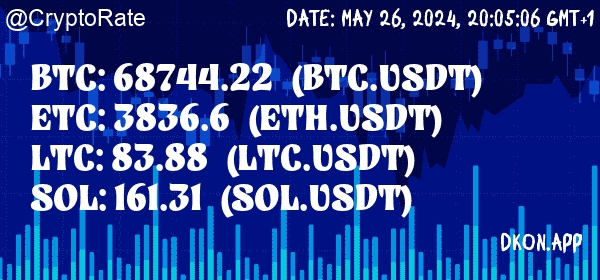 @CryptoRate
DATE: MAY 26, 2024, 20:05:06 GMT+1
BTC: 68744.22 (BTC.USDT)
ETC: 3836.6 (ETH.USDT)
LTC: 83.88 (LTC.USDT)
SOL: 161.31 (SOL.USDT)
DKON.APP